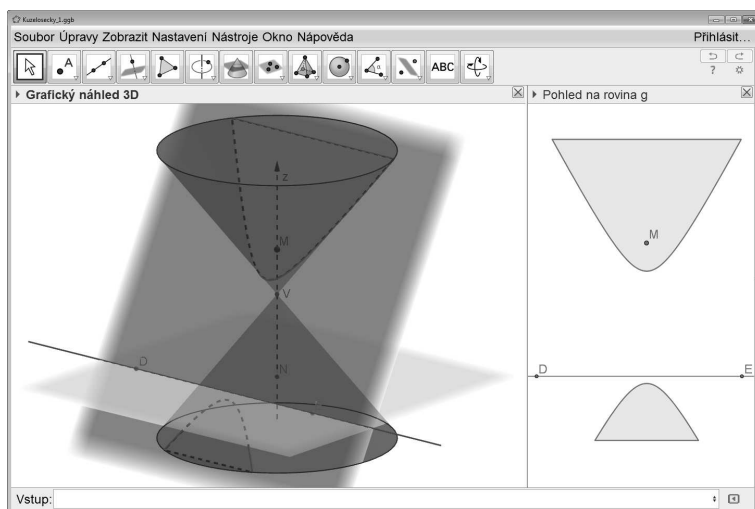 Kuzelosecky_1.ggb
Soubor Úpravy Zobrazit Nastavení Nástroje Okno Nápověda Přihlásit...
A α ABC
?
Grafický náhled 3D
z
M
V
D
N
Pohled na rovina g
M
D E
Vstup: